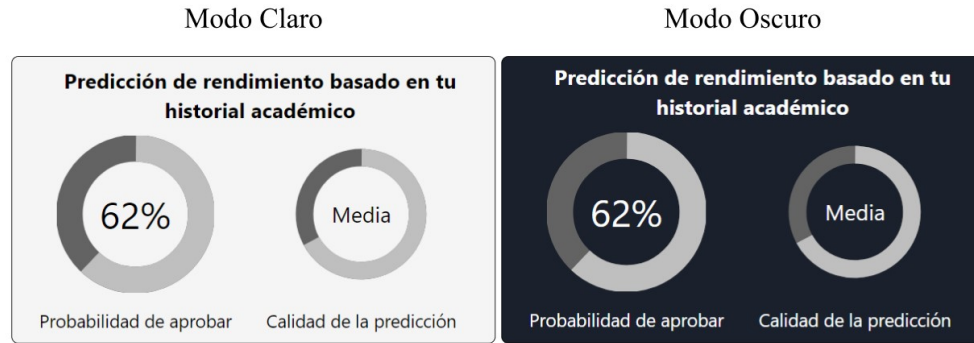 Modo Claro
Modo Oscuro
Predicción de rendimiento basado en tu
historial académico
62%
Media
Probabilidad de aprobar
Calidad de la predicción
Predicción de rendimiento basado en tu
historial académico
62%
Media
Probabilidad de aprobar
Calidad de la predicción